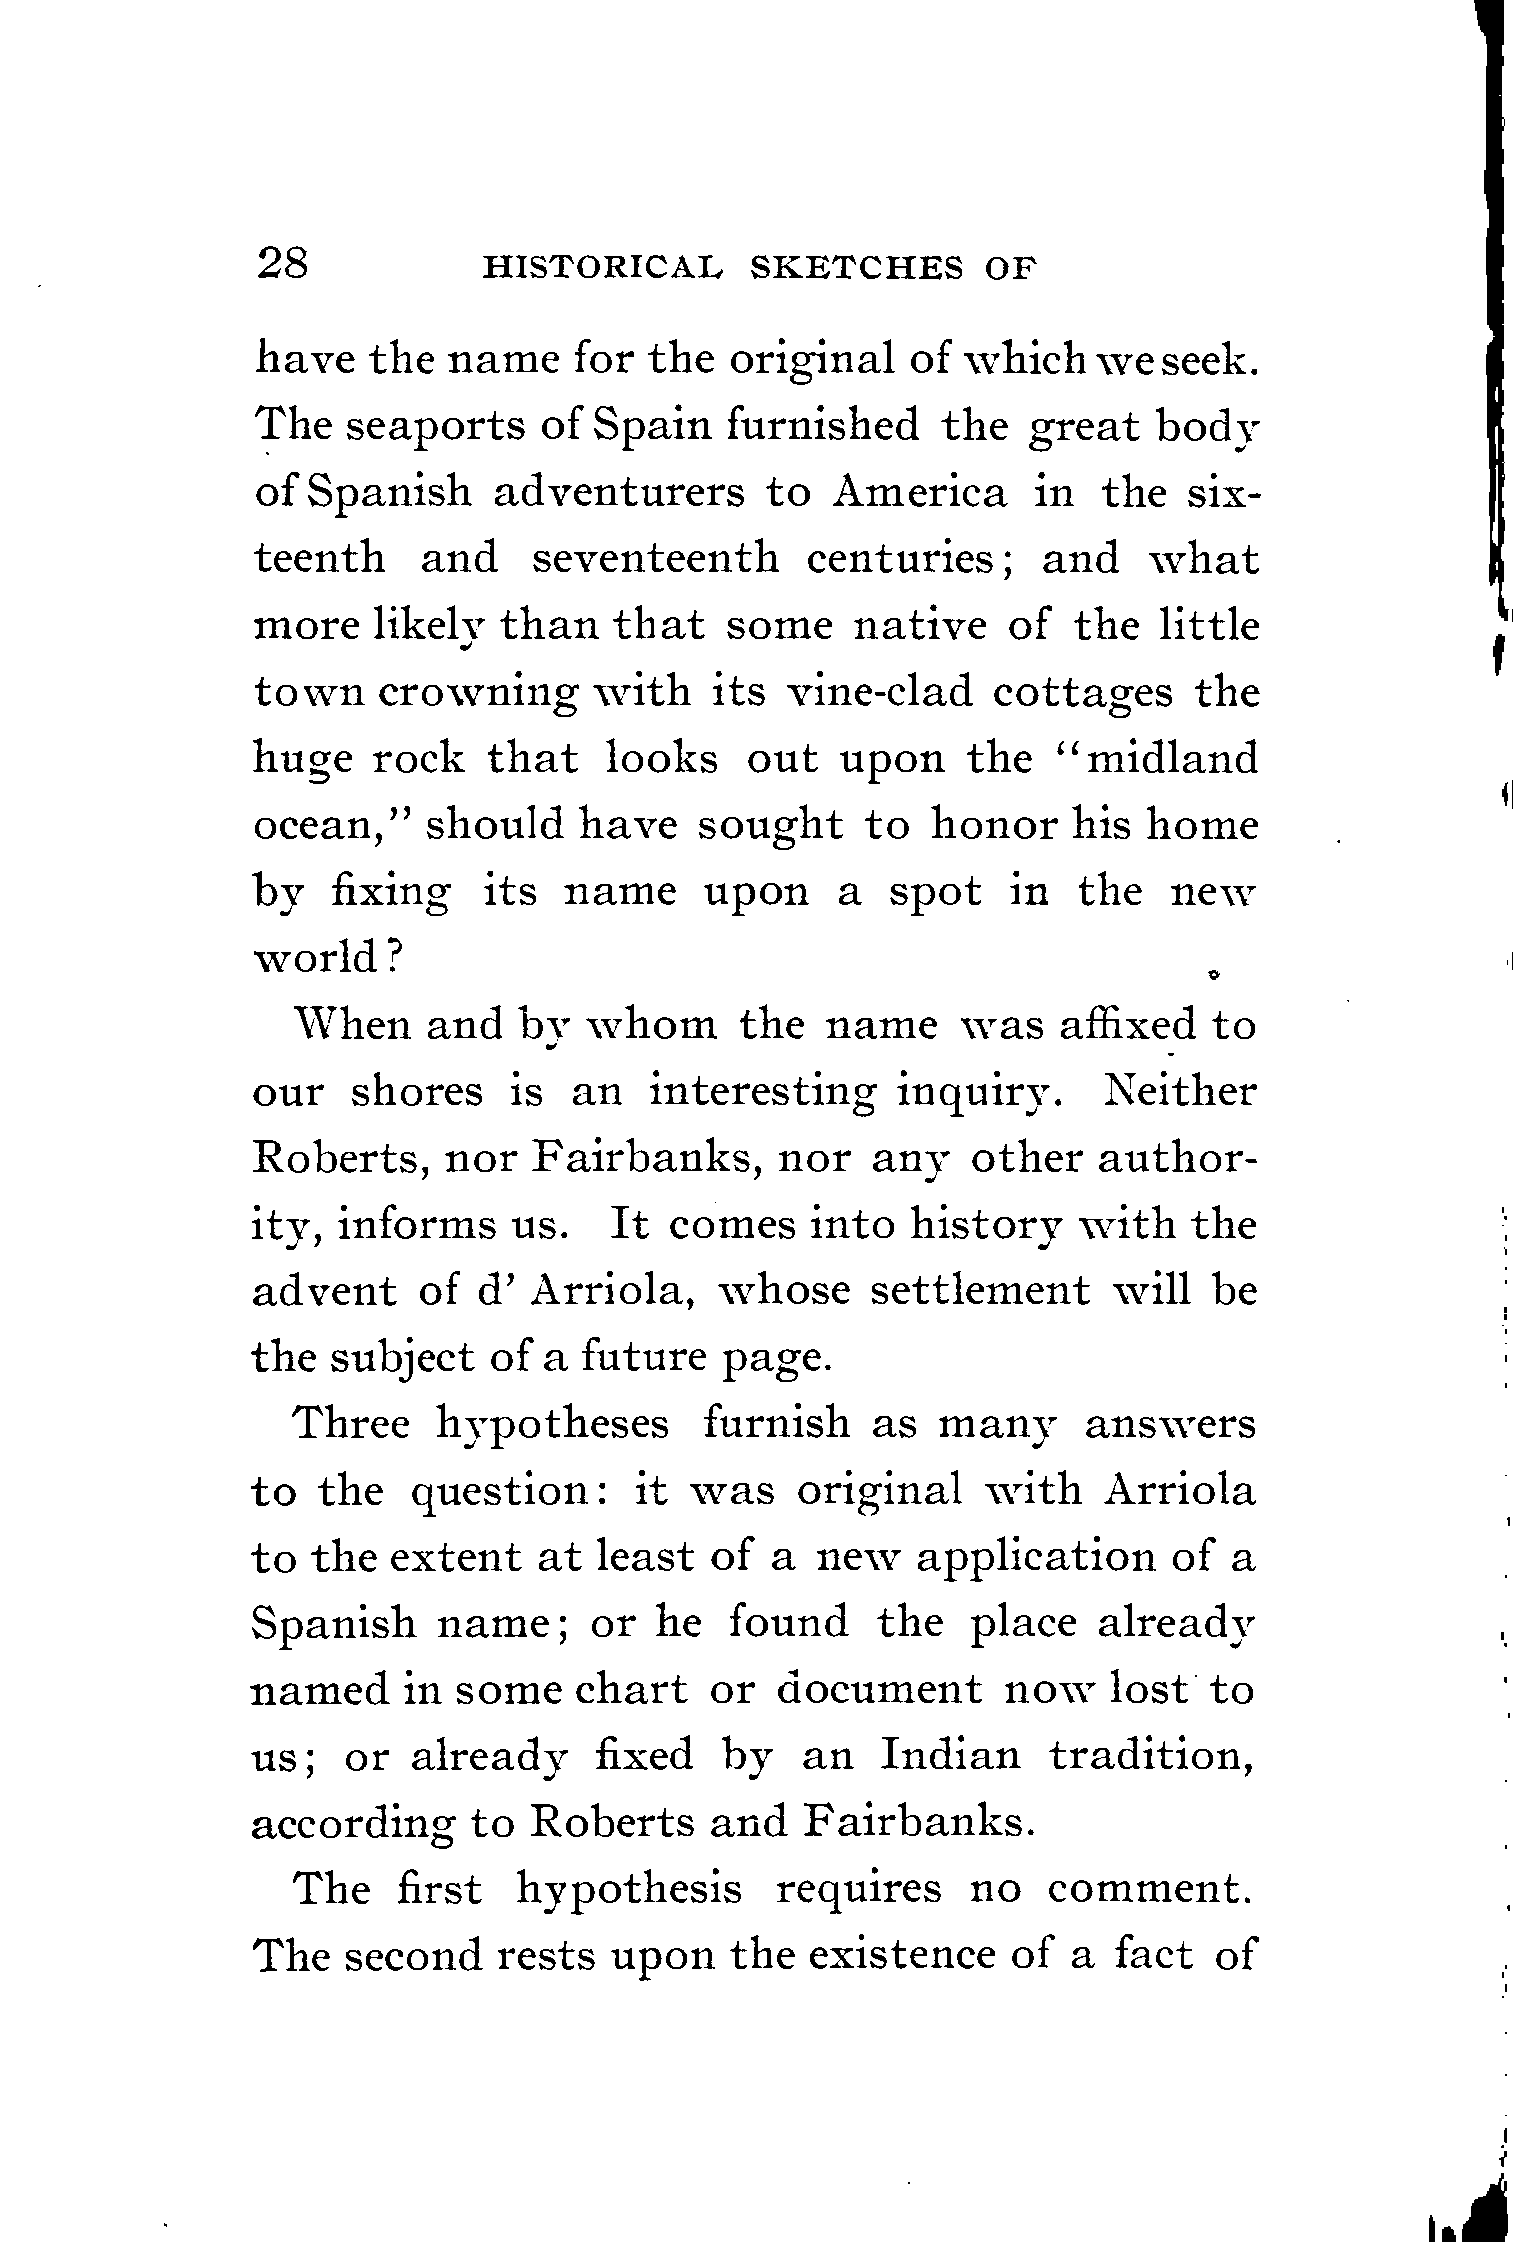 28 HISTORICAL SKETCHES OF
have the name for the original of which we seek.
The seaports of Spain furnished the great body
of Spanish adventurers to America in the six-
teenth and seventeenth centuries; and what
more likely than that some native of the little
town crowning with its vine-clad cottages the
huge rock that looks out upon the "midland
ocean," should have sought to honor his home
by fixing its name upon a spot in the new
world?
When and by whom the name was affixed to
our shores is an interesting inquiry. Neither
Roberts, nor Fairbanks, nor any other author-
ity, informs us. It comes into history with the
advent of d' Arriola, whose settlement will be
the subject of a future page.
Three hypotheses furnish as many answers
to the question: it was original with Arriola
to the extent at least of a new application of a
Spanish name; or he found the place already
named in some chart or document now lost to
us; or already fixed by an Indian tradition,
according to Roberts and Fairbanks.
The first hypothesis requires no comment.
The second rests upon the existence of a fact of